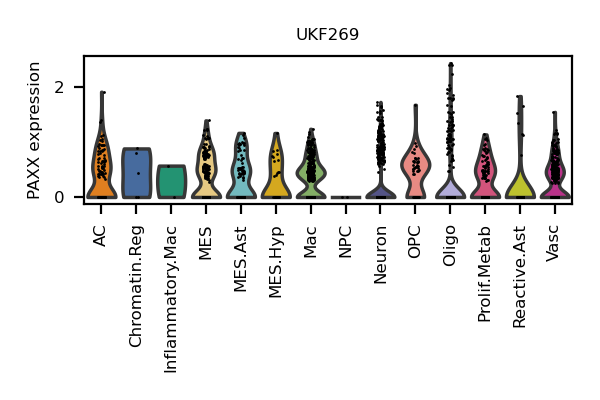 UKF269
PAXX expression
2
0
AC
Chromatin.Reg
Inflammatory.Mac
MES
MES.Ast
MES.Hyp
Mac
NPC
Neuron
OPC
Oligo
Prolif.Metab
Reactive.Ast
Vasc